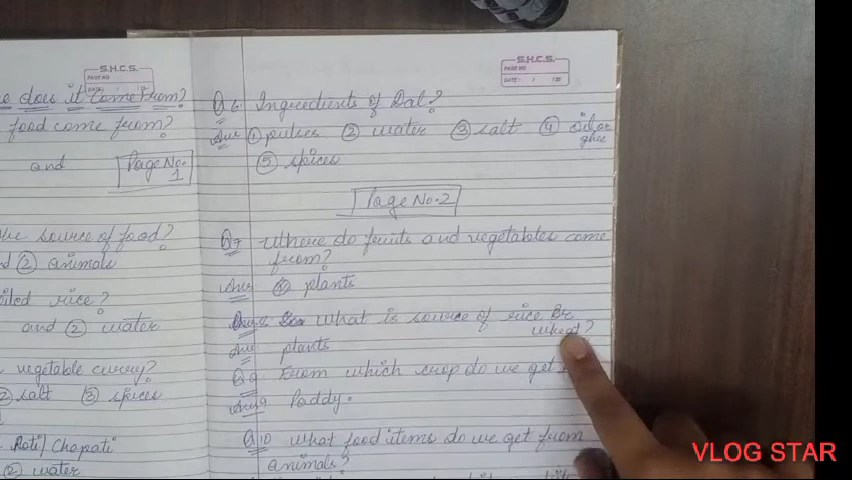 S.H.C.S.
PAGE NO
does it come from?
food come from?
and
Page No.
1
source of food?
② animals
rice?
and ② water
vegetable curry?
② salt ③ spices
Roti/Chapati
② water
S.H.C.S.
PAGE NO
DATE: / /20
Q6 Ingredients of Dal?
Ans ① pulses ② water ③ salt ④ oil or
ghee
⑤ spices
Page No. 2
Q7 Where do fruits and vegetables come
from?
Ans plants
What is source of rice Or
wheat?
Ans plants
Q9 From which crop do we get
Ans9 Paddy.
Q10 What food items do we get from
animals?
VLOG STAR